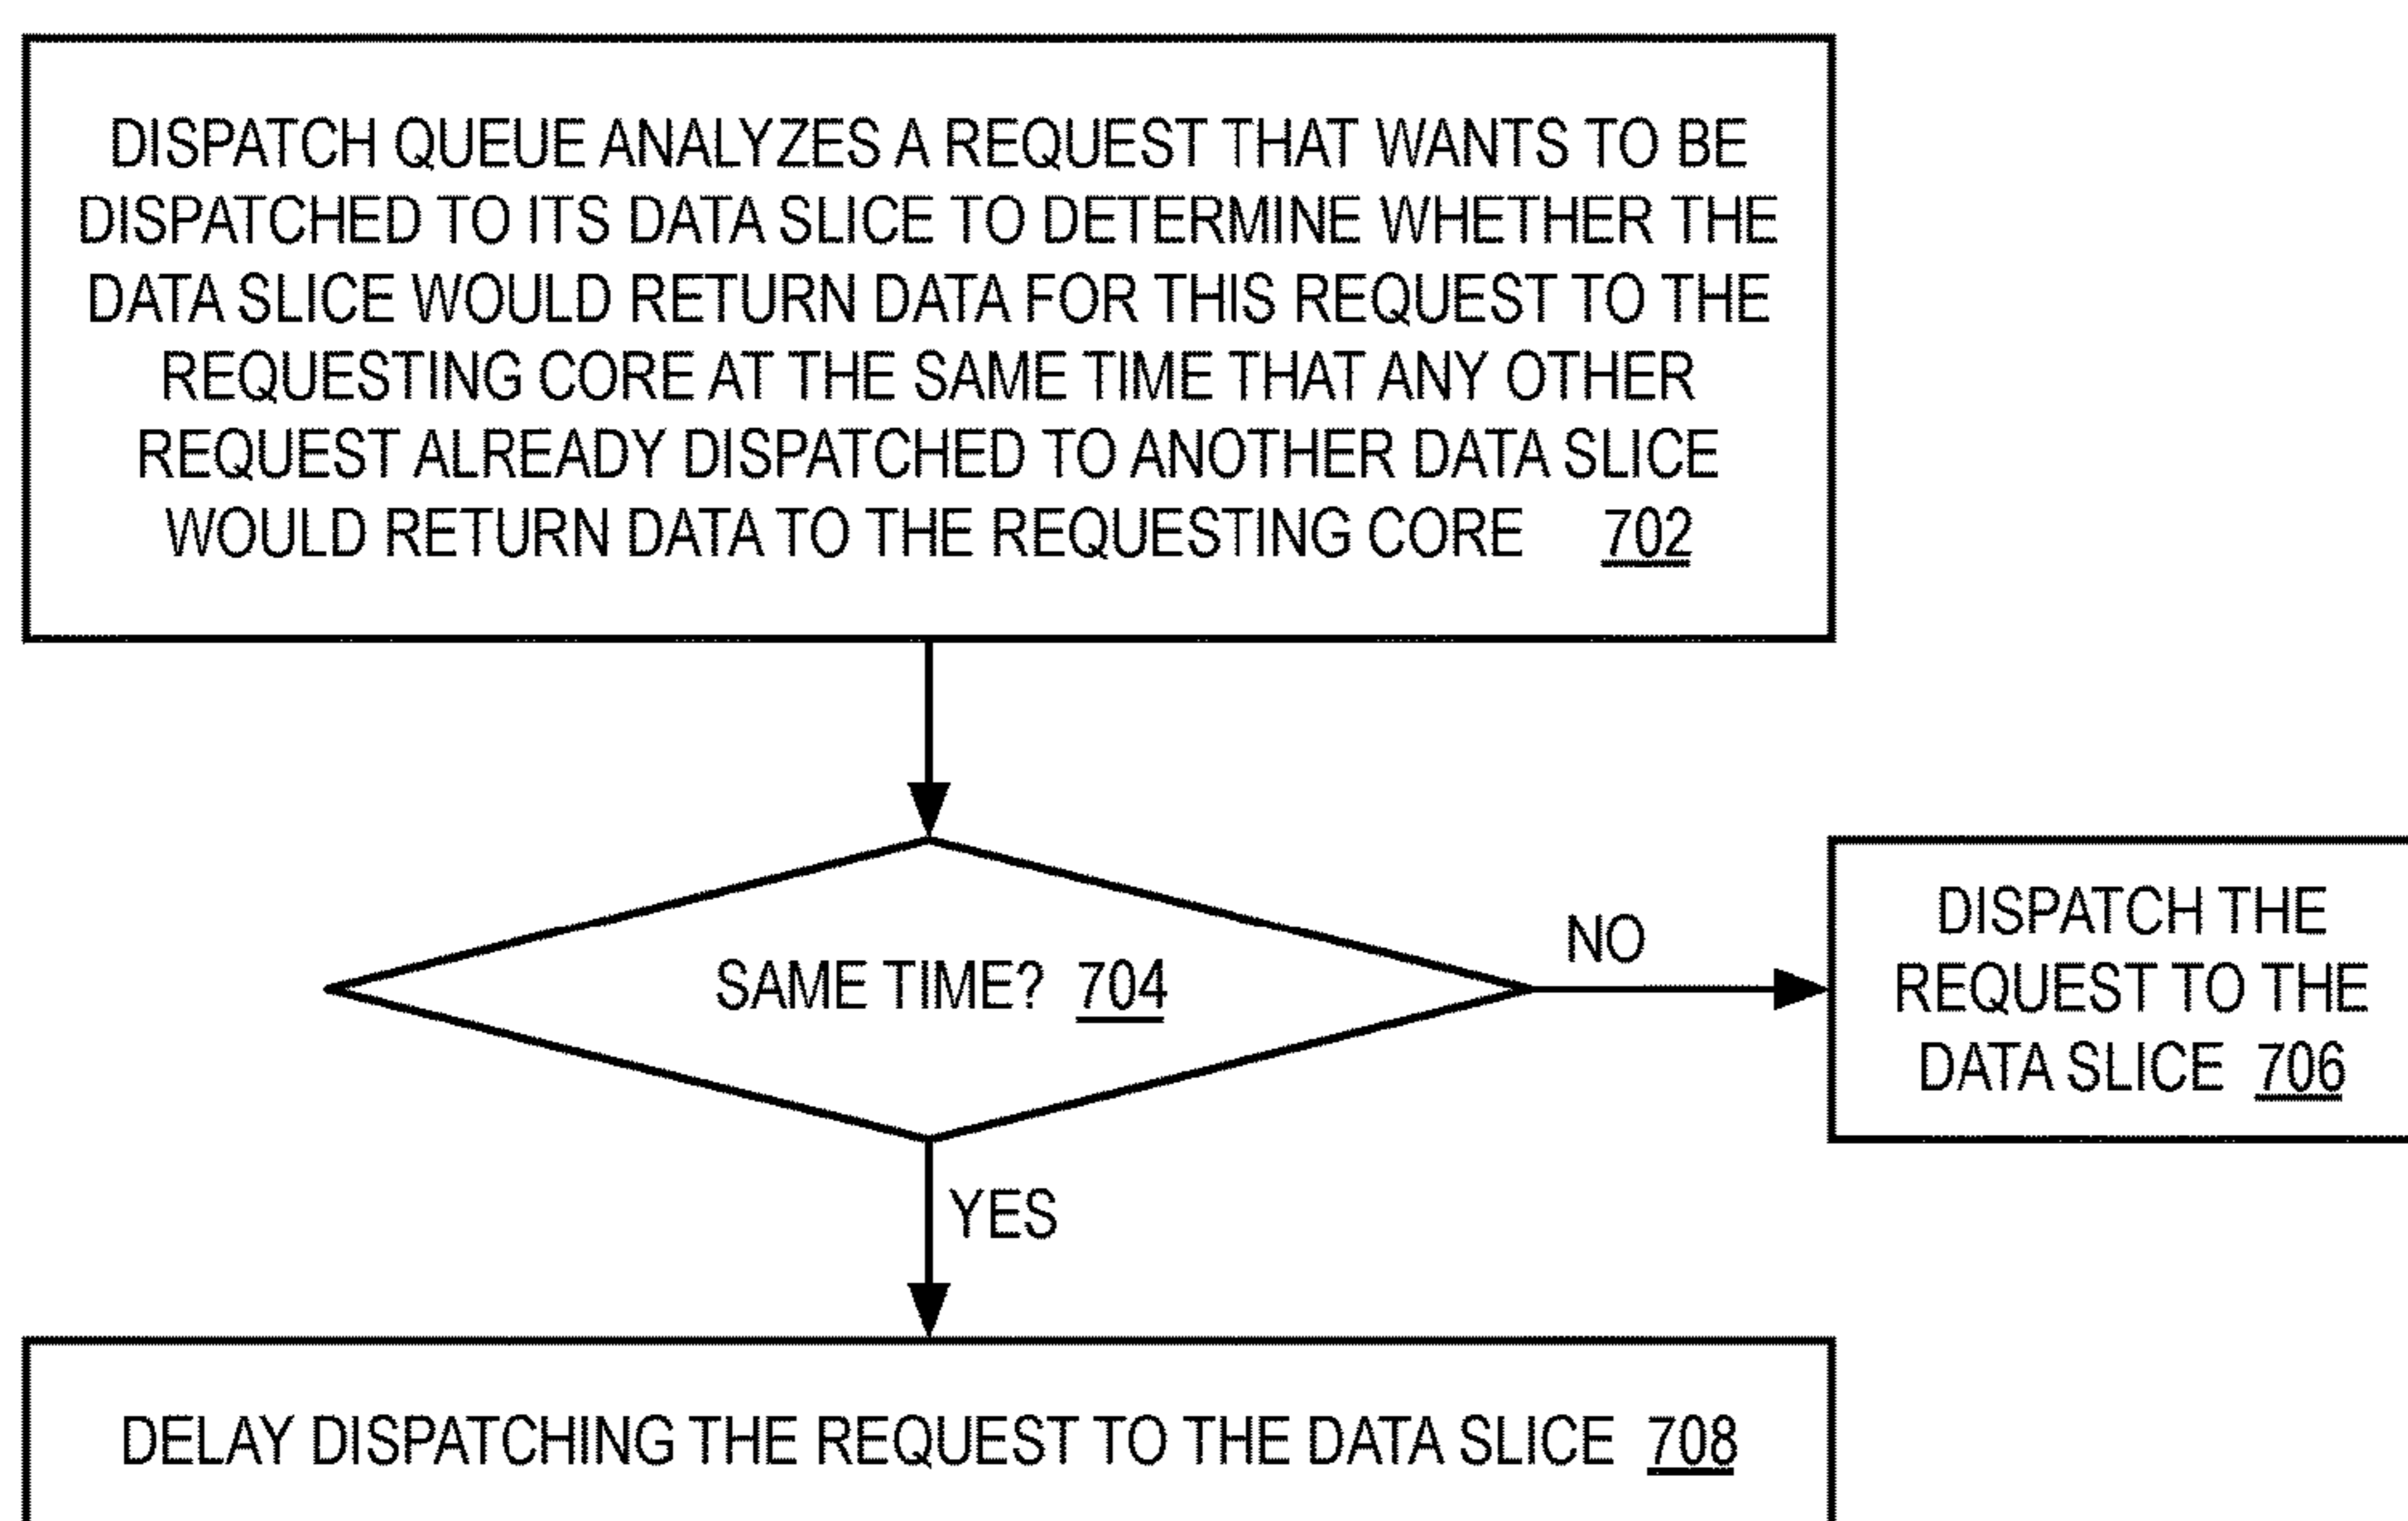 DISPATCH QUEUE ANALYZES A REQUEST THAT WANTS TO BE
DISPATCHED TO ITS DATA SLICE TO DETERMINE WHETHER THE
DATA SLICE WOULD RETURN DATA FOR THIS REQUEST TO THE
REQUESTING CORE AT THE SAME TIME THAT ANY OTHER
REQUEST ALREADY DISPATCHED TO ANOTHER DATA SLICE
WOULD RETURN DATA TO THE REQUESTING CORE 702
SAME TIME? 704
NO
DISPATCH THE
REQUEST TO THE
DATA SLICE 706
YES
DELAY DISPATCHING THE REQUEST TO THE DATA SLICE 708